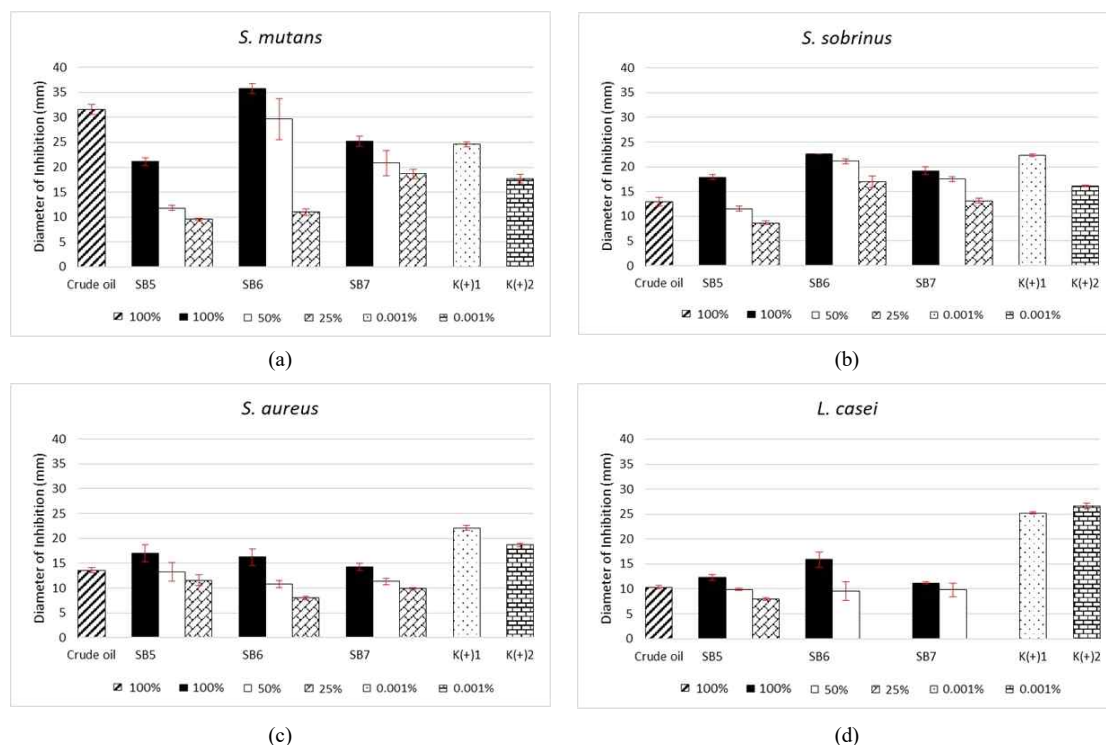 S. mutans
Diameter of Inhibition (mm)
40
35
30
25
20
15
10
5
0
Crude oil SB5 SB6 SB7 K(+)1 K(+)2
100% 100% 50% 25% 0.001% 0.001%
(a)
S. sobrinus
Diameter of Inhibition (mm)
40
35
30
25
20
15
10
5
0
Crude oil SB5 SB6 SB7 K(+)1 K(+)2
100% 100% 50% 25% 0.001% 0.001%
(b)
S. aureus
Diameter of Inhibition (mm)
40
35
30
25
20
15
10
5
0
Crude oil SB5 SB6 SB7 K(+)1 K(+)2
100% 100% 50% 25% 0.001% 0.001%
(c)
L. casei
Diameter of Inhibition (mm)
40
35
30
25
20
15
10
5
0
Crude oil SB5 SB6 SB7 K(+)1 K(+)2
100% 100% 50% 25% 0.001% 0.001%
(d)